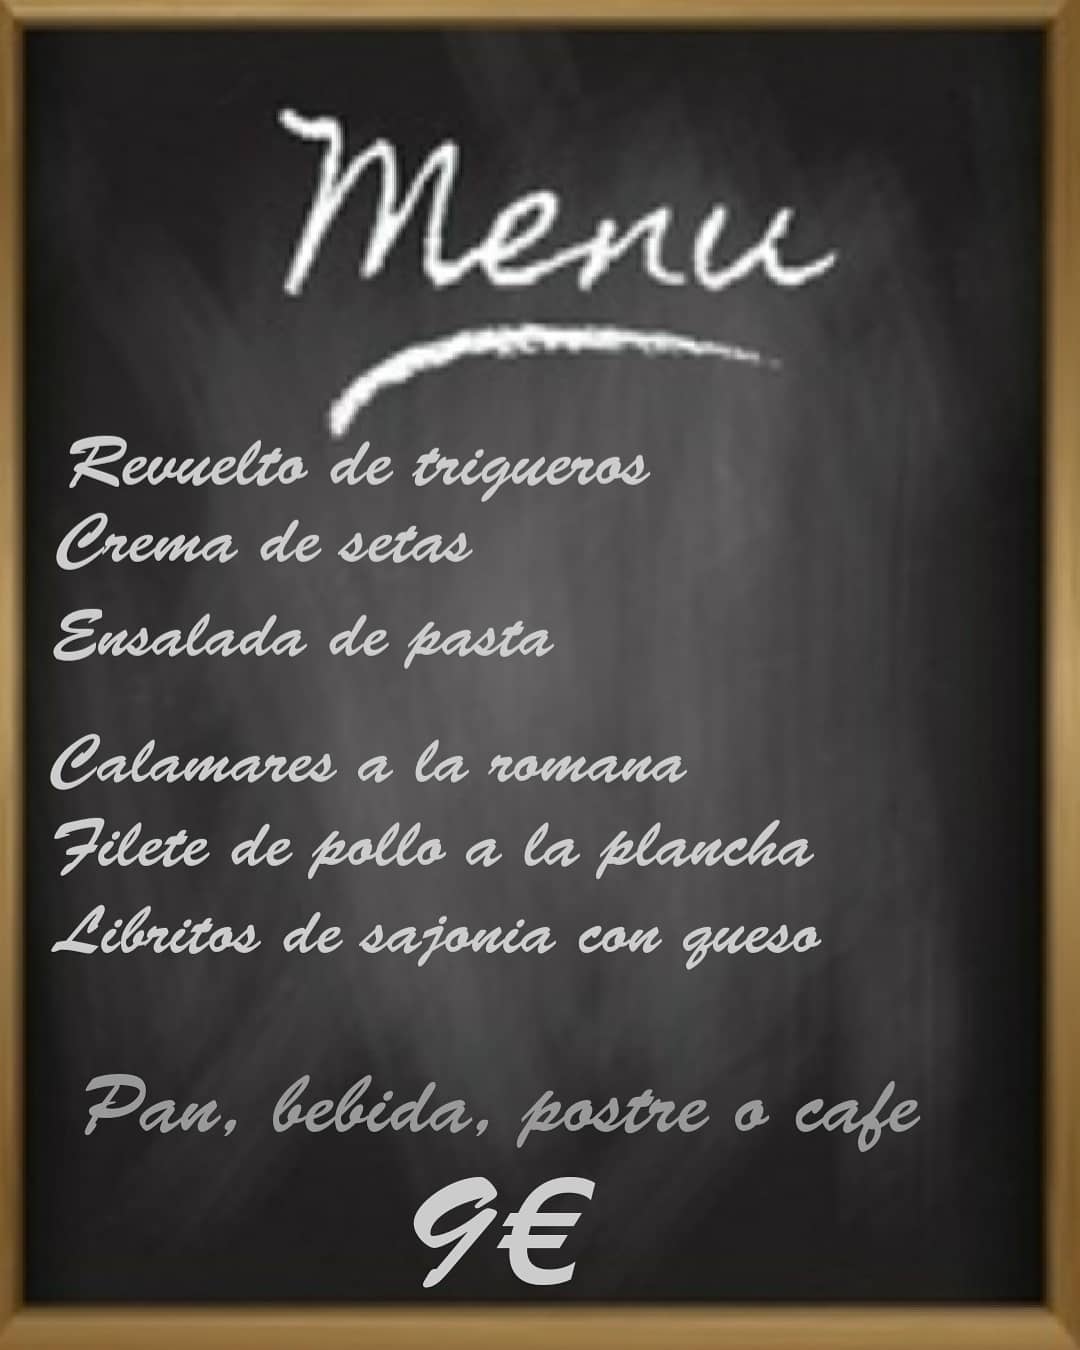 Menu
Revuelto de trigueros
Crema de setas
Ensalada de pasta
Calamares a la romana
Filete de pollo a la plancha
Libritos de sajonia con queso
Pan, bebida, postre o cafe
9€